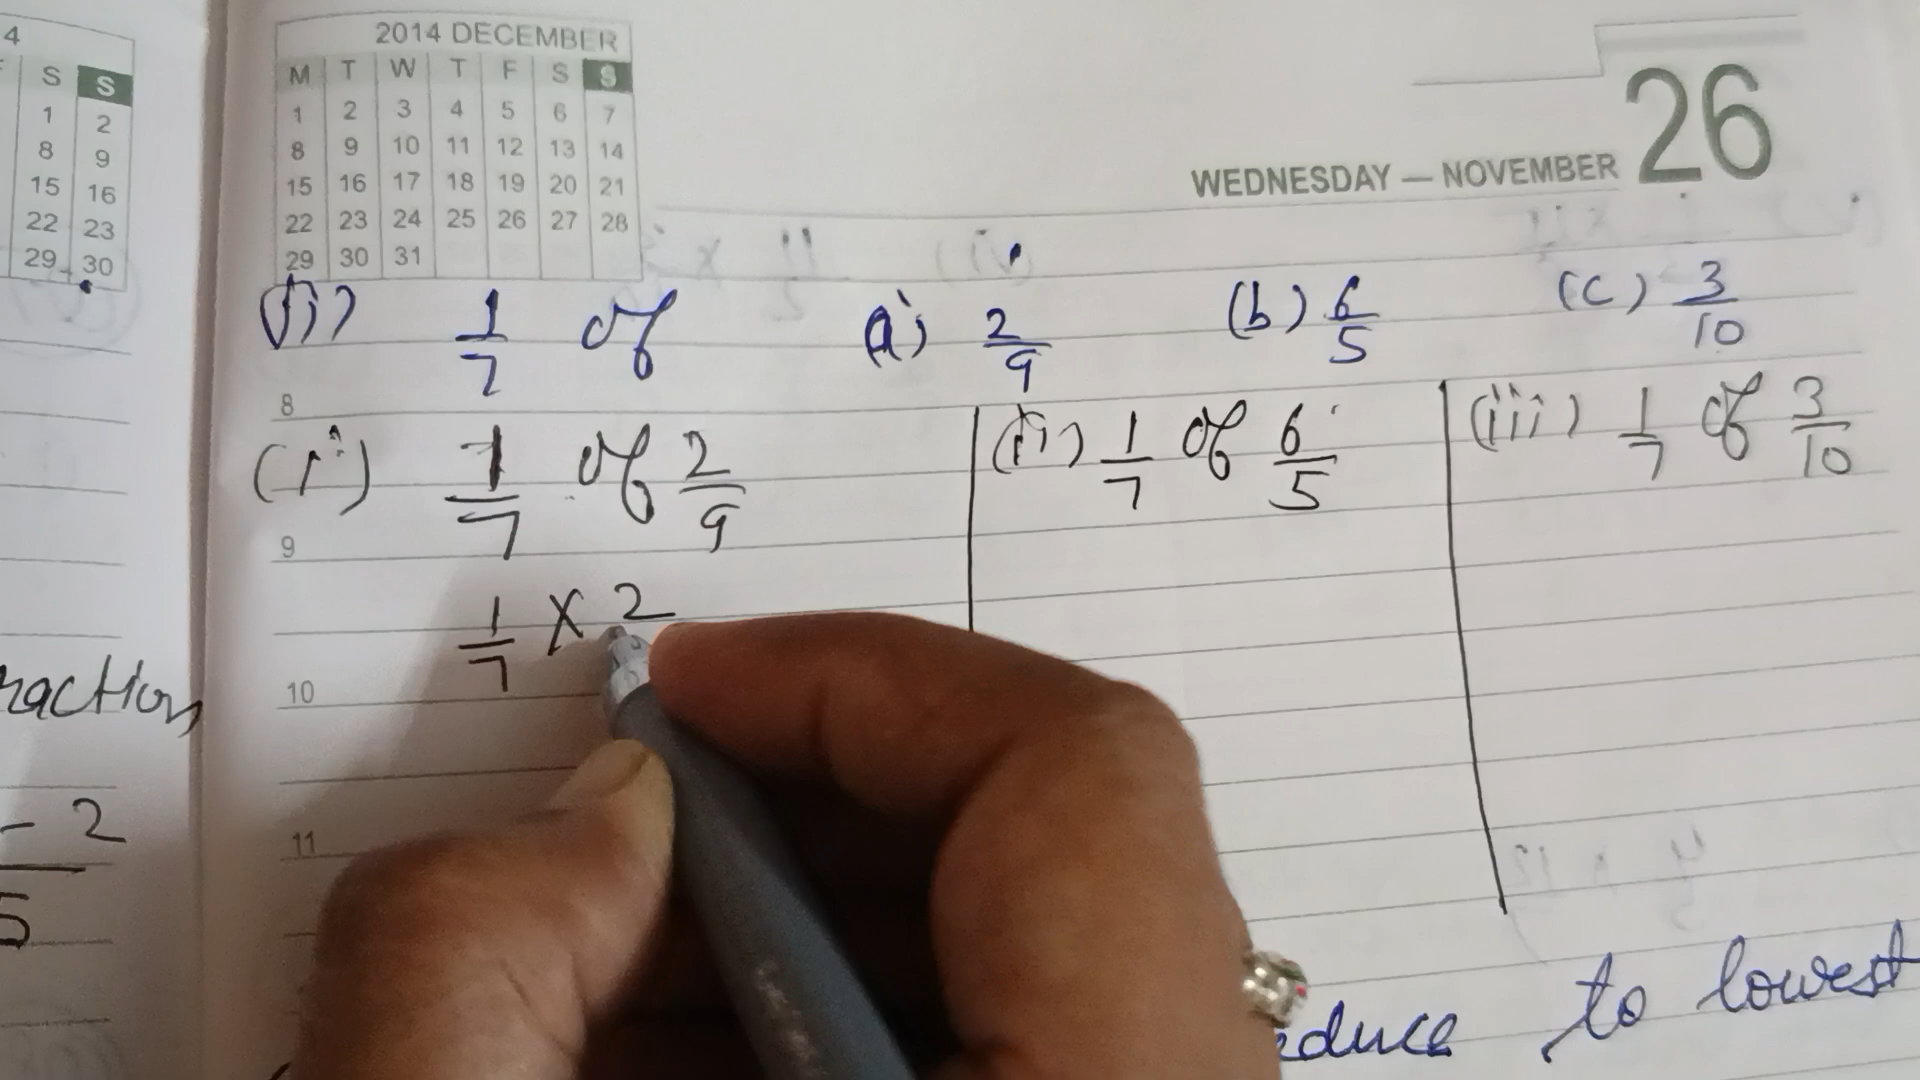 4
S S
1 2
8 9
15 16
22 23
29 30
2014 DECEMBER
M T W T F S S
1 2 3 4 5 6 7
8 9 10 11 12 13 14
15 16 17 18 19 20 21
22 23 24 25 26 27 28
29 30 31
WEDNESDAY — NOVEMBER 26
(ii) 1/7 of (a) 2/9 (b) 6/5 (c) 3/10
8
(i) 1/7 of 2/9 (ii) 1/7 of 6/5 (iii) 1/7 of 3/10
9
1/7 × 2
10
11
raction
- 2
5
educe to lowest